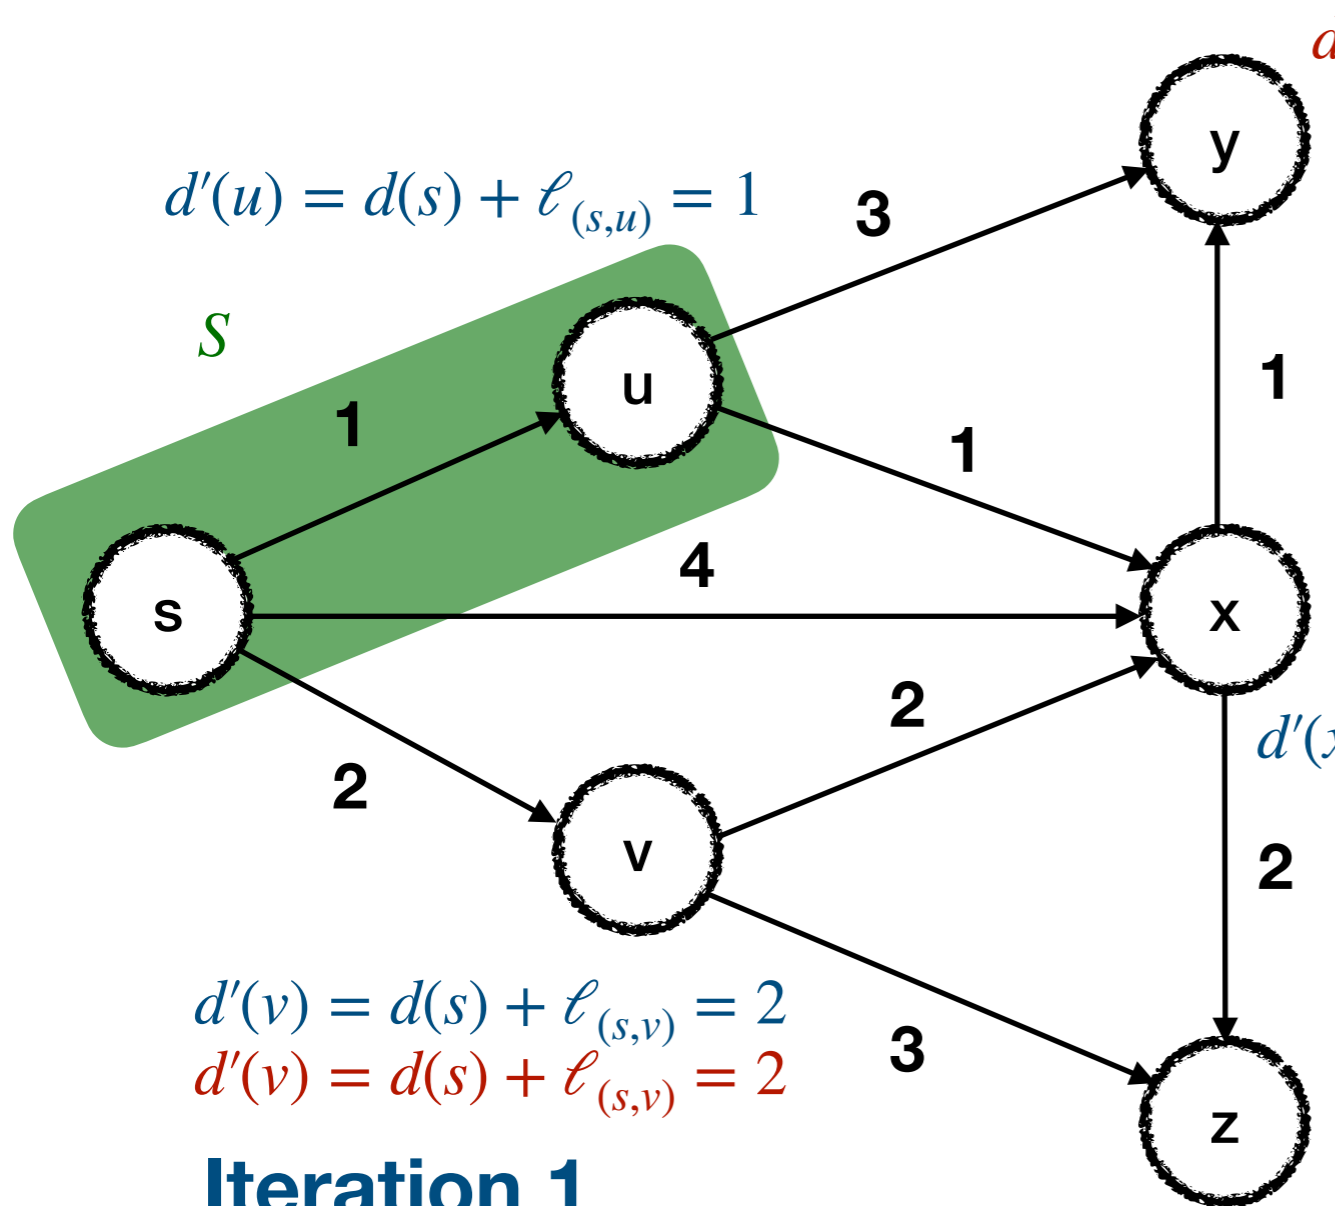 y
d'(u) = d(s) + ℓ(s,u) = 1
3
S
u
1
1
1
4
s
x
2
d'(
2
v
2
d'(v) = d(s) + ℓ(s,v) = 2
3
d'(v) = d(s) + ℓ(s,v) = 2
z
Iteration 1